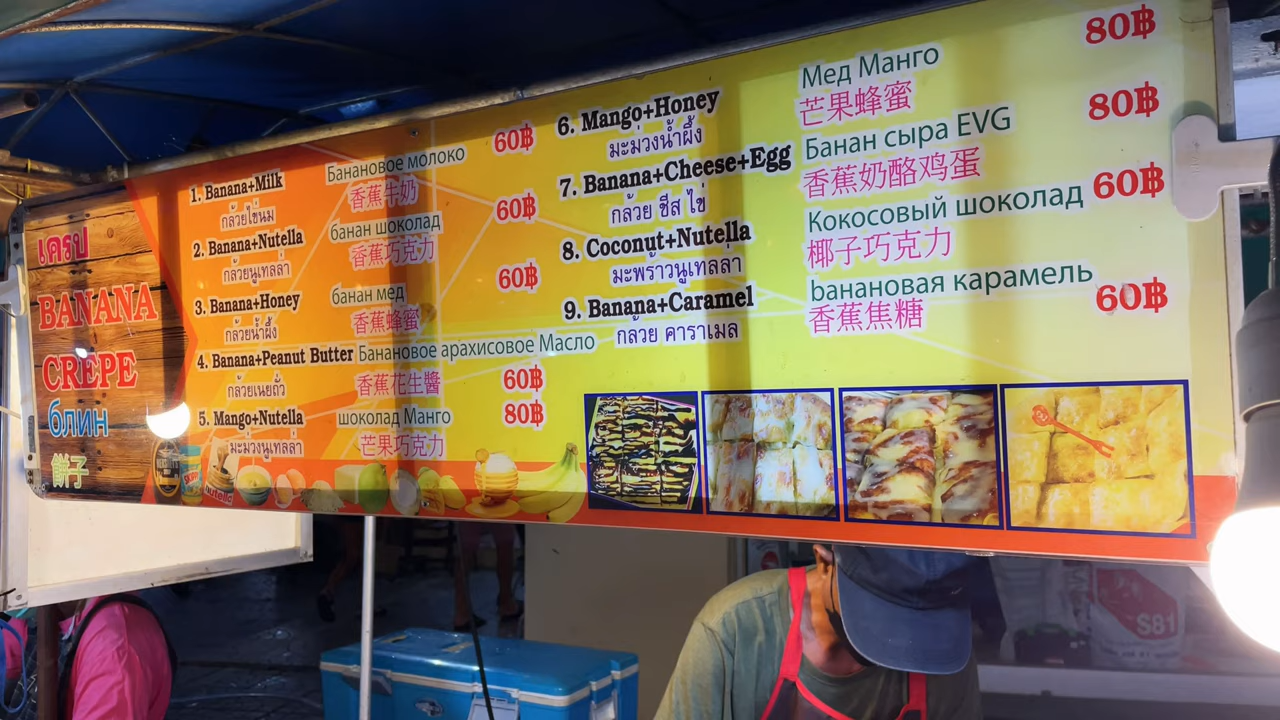 เครป
BANANA
CREPE
блин
餅子
1. Banana+Milk
กล้วยไข่นม
Банановое молоко
香蕉牛奶
60฿
2. Banana+Nutella
กล้วยนูเทลล่า
банан шоколад
香蕉巧克力
60฿
3. Banana+Honey
กล้วยน้ำผึ้ง
банан мед
香蕉蜂蜜
60฿
4. Banana+Peanut Butter
กล้วยเนยถั่ว
Банановое арахисовое Масло
香蕉花生醬
60฿
5. Mango+Nutella
มะม่วงนูเทลล่า
шоколад Манго
芒果巧克力
80฿
6. Mango+Honey
มะม่วงน้ำผึ้ง
Мед Манго
芒果蜂蜜
80฿
7. Banana+Cheese+Egg
กล้วย ชีส ไข่
Банан сыра EVG
香蕉奶酪鸡蛋
80฿
8. Coconut+Nutella
มะพราวนูเทลล่า
Кокосовый шоколад
椰子巧克力
60฿
9. Banana+Caramel
กล้วย คาราเมล
bанановая карамель
香蕉焦糖
60฿
nutella
S81